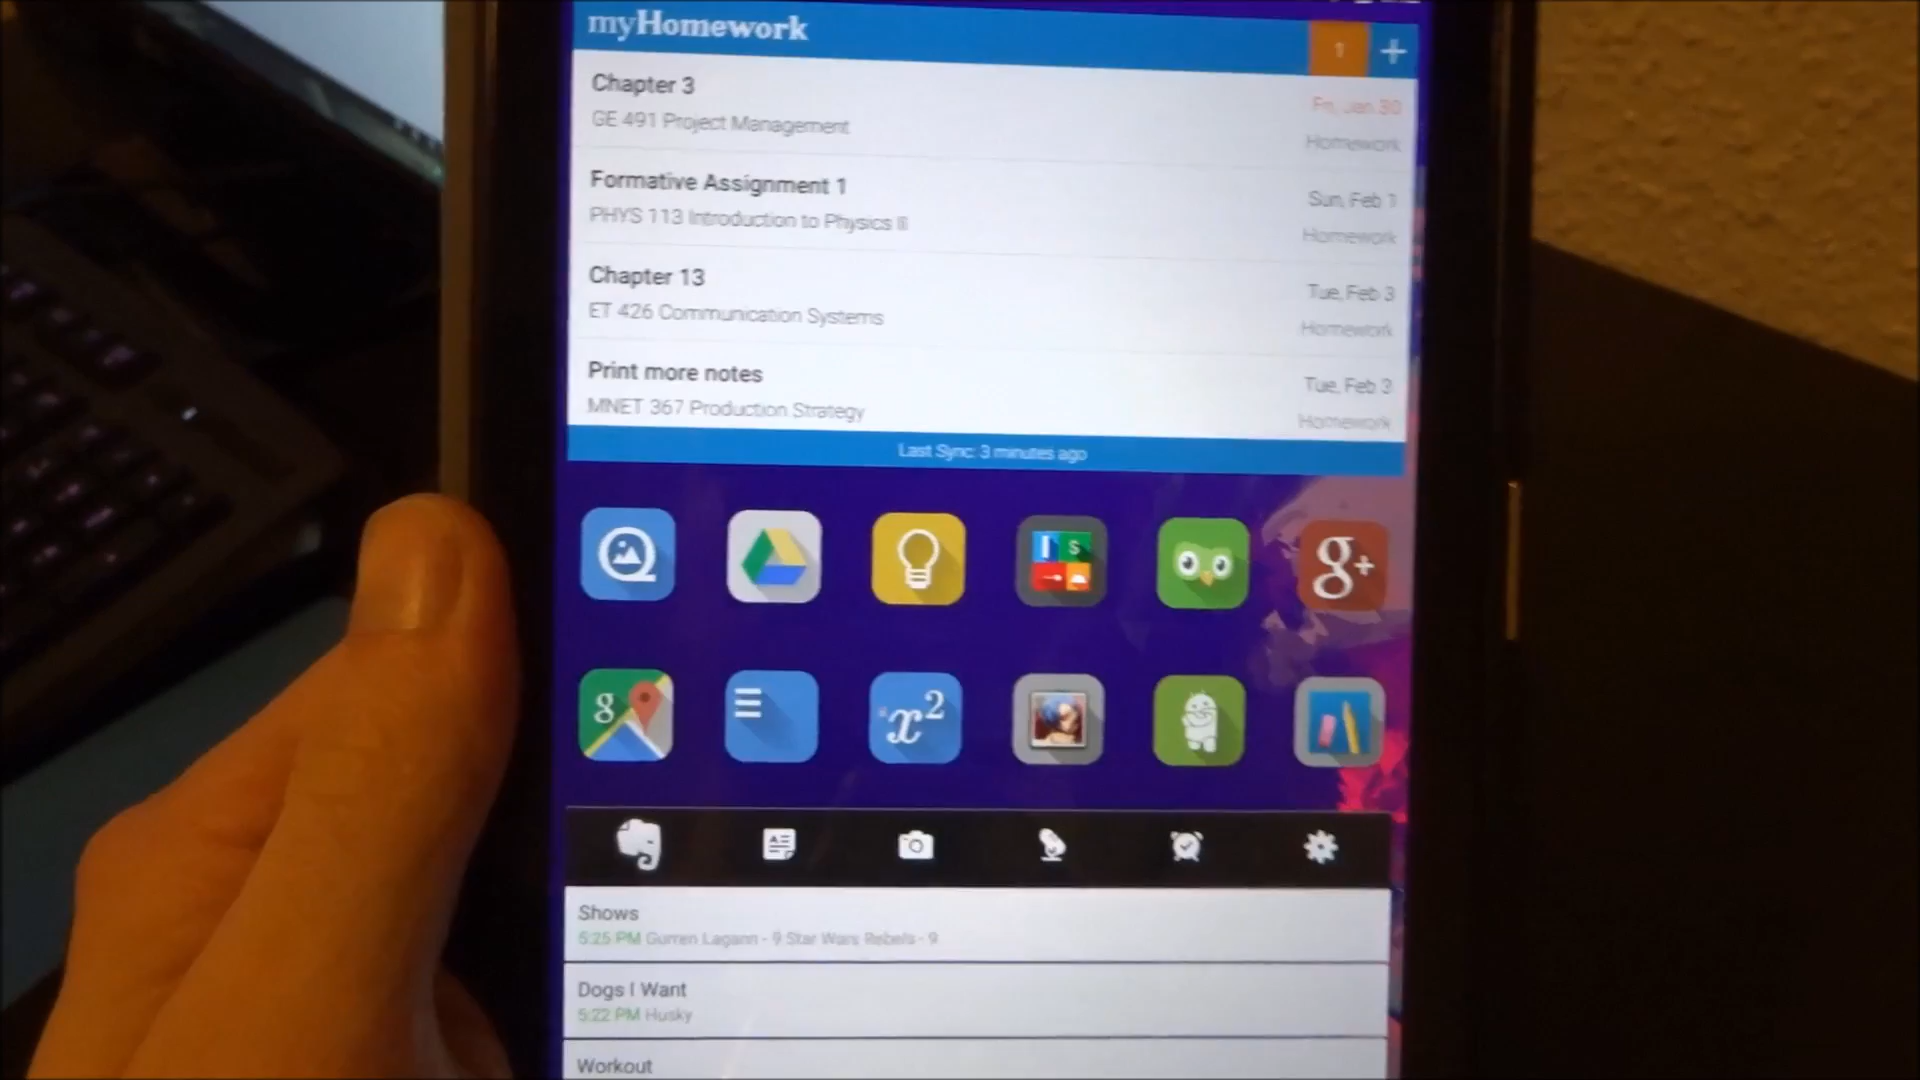 myHomework
1
+
Chapter 3
Fri, Jan 30
GE 491 Project Management
Homework
Formative Assignment 1
Sun, Feb 1
PHYS 113 Introduction to Physics II
Homework
Chapter 13
Tue, Feb 3
ET 426 Communication Systems
Homework
Print more notes
Tue, Feb 3
MNET 367 Production Strategy
Homework
Last Sync: 3 minutes ago
S
g+
g
x²
Shows
5:25 PM Gurren Lagann - 9 Star Wars Rebels - 9
Dogs I Want
5:22 PM Husky
Workout